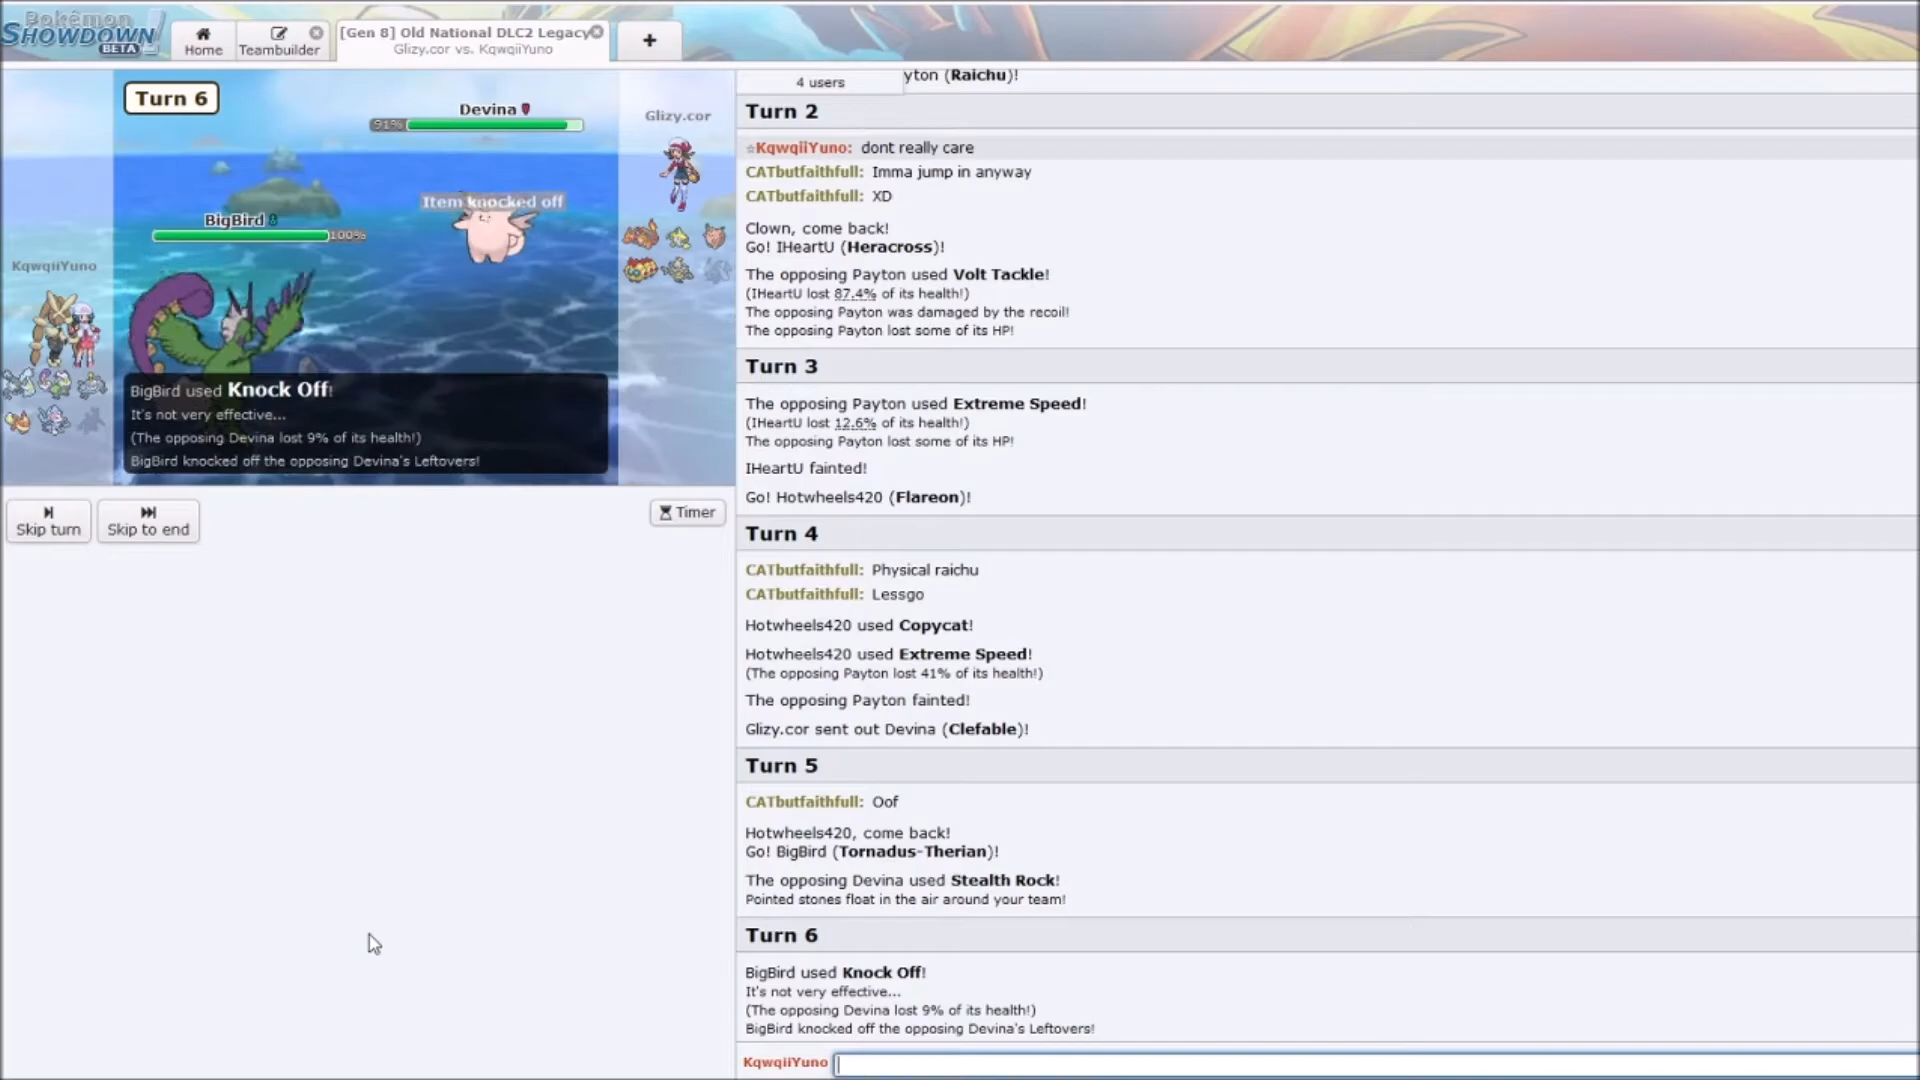 Pokémon
SHOWDOWN!
BETA
Home
Teambuilder
[Gen 8] Old National DLC2 Legacy
Glizy.cor vs. KqwqiiYuno
+
Turn 6
Devina
91%
Item knocked off
BigBird
100%
Glizy.cor
KqwqiiYuno
BigBird used Knock Off!
It's not very effective...
(The opposing Devina lost 9% of its health!)
BigBird knocked off the opposing Devina's Leftovers!
Skip turn
Skip to end
Timer
4 users
yton (Raichu)!
Turn 2
☆KqwqiiYuno: dont really care
CATbutfaithfull: Imma jump in anyway
CATbutfaithfull: XD
Clown, come back!
Go! IHeartU (Heracross)!
The opposing Payton used Volt Tackle!
(IHeartU lost 87.4% of its health!)
The opposing Payton was damaged by the recoil!
The opposing Payton lost some of its HP!
Turn 3
The opposing Payton used Extreme Speed!
(IHeartU lost 12.6% of its health!)
The opposing Payton lost some of its HP!
IHeartU fainted!
Go! Hotwheels420 (Flareon)!
Turn 4
CATbutfaithfull: Physical raichu
CATbutfaithfull: Lessgo
Hotwheels420 used Copycat!
Hotwheels420 used Extreme Speed!
(The opposing Payton lost 41% of its health!)
The opposing Payton fainted!
Glizy.cor sent out Devina (Clefable)!
Turn 5
CATbutfaithfull: Oof
Hotwheels420, come back!
Go! BigBird (Tornadus-Therian)!
The opposing Devina used Stealth Rock!
Pointed stones float in the air around your team!
Turn 6
BigBird used Knock Off!
It's not very effective...
(The opposing Devina lost 9% of its health!)
BigBird knocked off the opposing Devina's Leftovers!
KqwqiiYuno